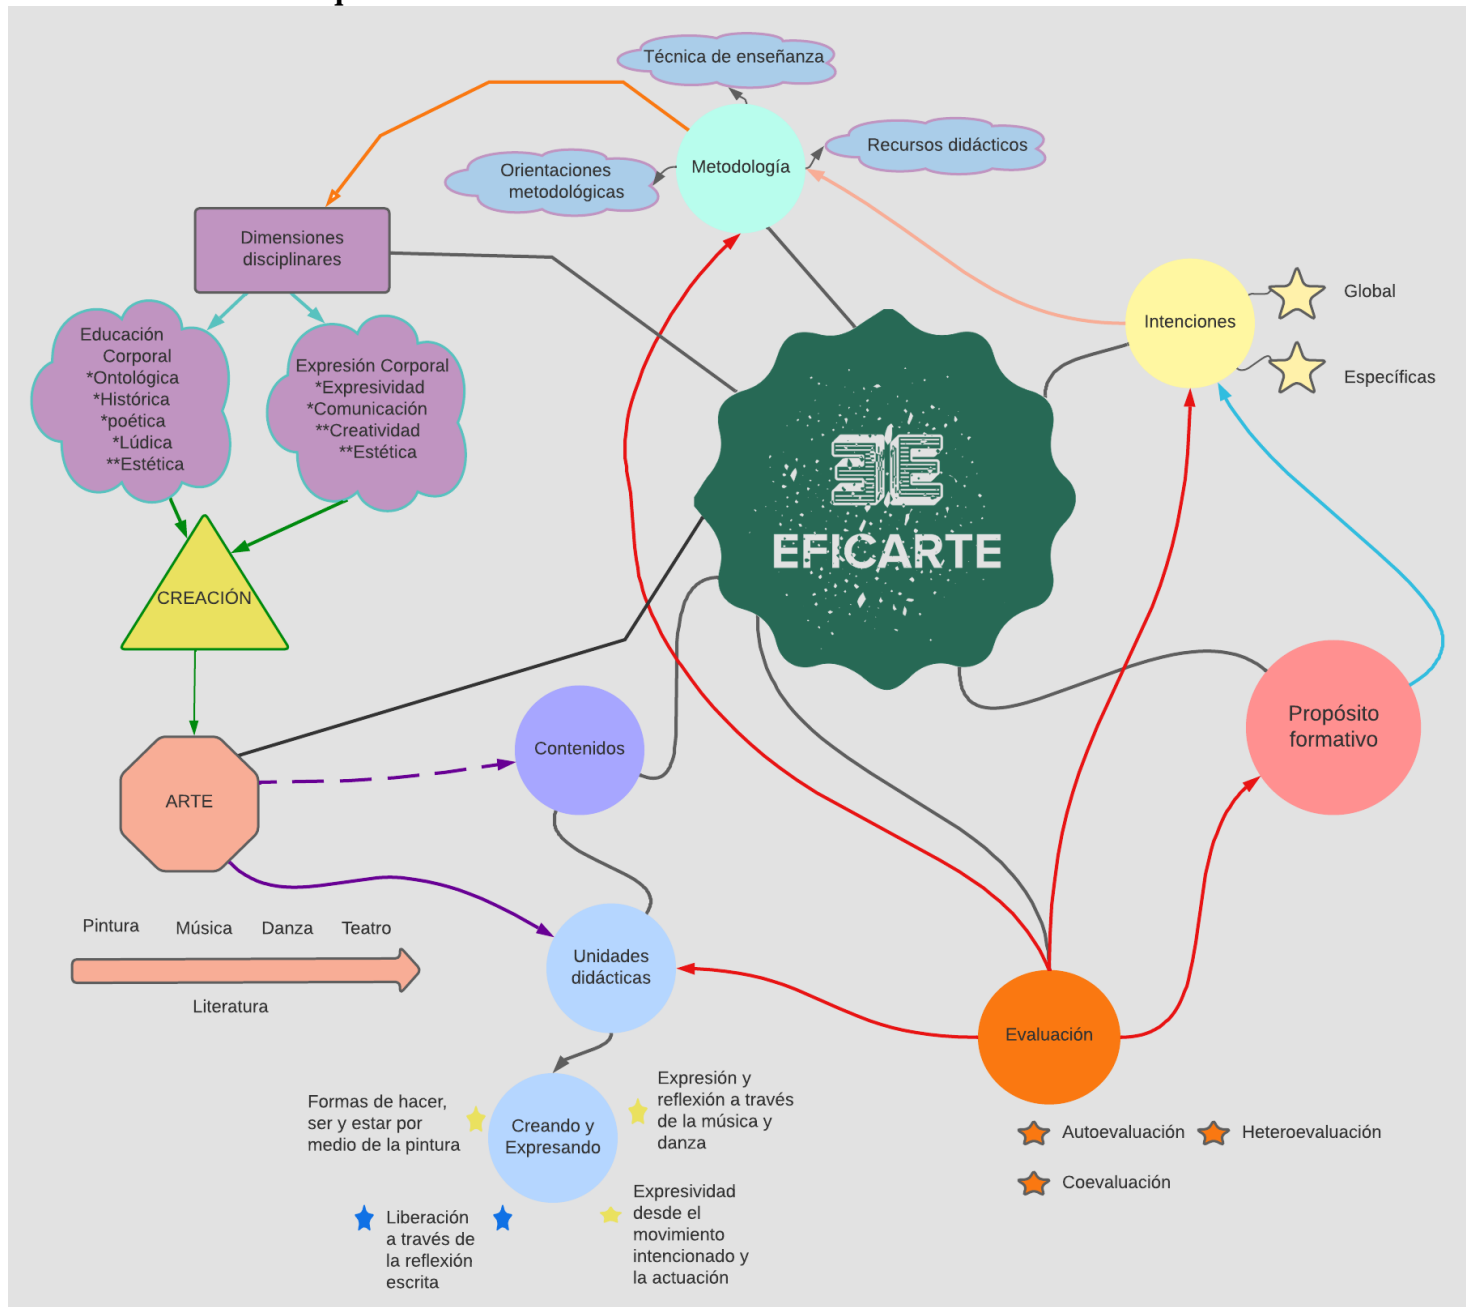 Técnica de enseñanza
Metodología
Recursos didácticos
Orientaciones
metodológicas
Dimensiones
disciplinares
Educación
Corporal
*Ontológica
*Histórica
*poética
*Lúdica
**Estética
Expresión Corporal
*Expresividad
*Comunicación
**Creatividad
**Estética
Intenciones
Global
Específicas
EFICARTE
CREACIÓN
Propósito
formativo
Contenidos
ARTE
Pintura
Música
Danza
Teatro
Literatura
Unidades
didácticas
Evaluación
Formas de hacer,
ser y estar por
medio de la pintura
Creando y
Expresando
Expresión y
reflexión a través
de la música y
danza
Autoevaluación
Heteroevaluación
Coevaluación
Liberación
a través de
la reflexión
escrita
Expresividad
desde el
movimiento
intencionado y
la actuación